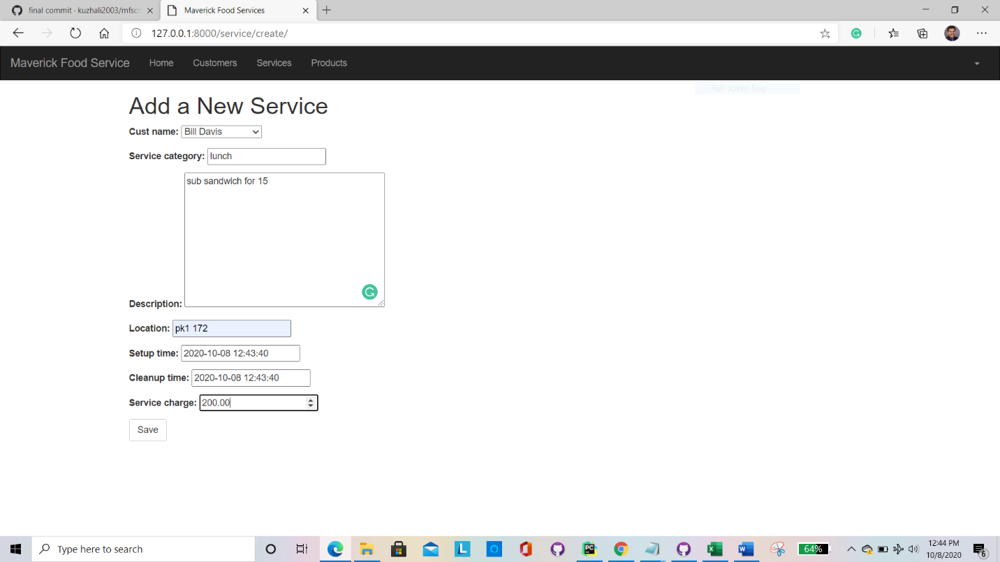 final commit · kuzhali2003/mfscr
Maverick Food Services
127.0.0.1:8000/service/create/
Maverick Food Service Home Customers Services Products
Full-screen Snip
Add a New Service
Cust name: Bill Davis
Service category: lunch
sub sandwich for 15
Description:
Location: pk1 172
Setup time: 2020-10-08 12:43:40
Cleanup time: 2020-10-08 12:43:40
Service charge: 200.00
Save
Type here to search
64%
12:44 PM
10/8/2020
6